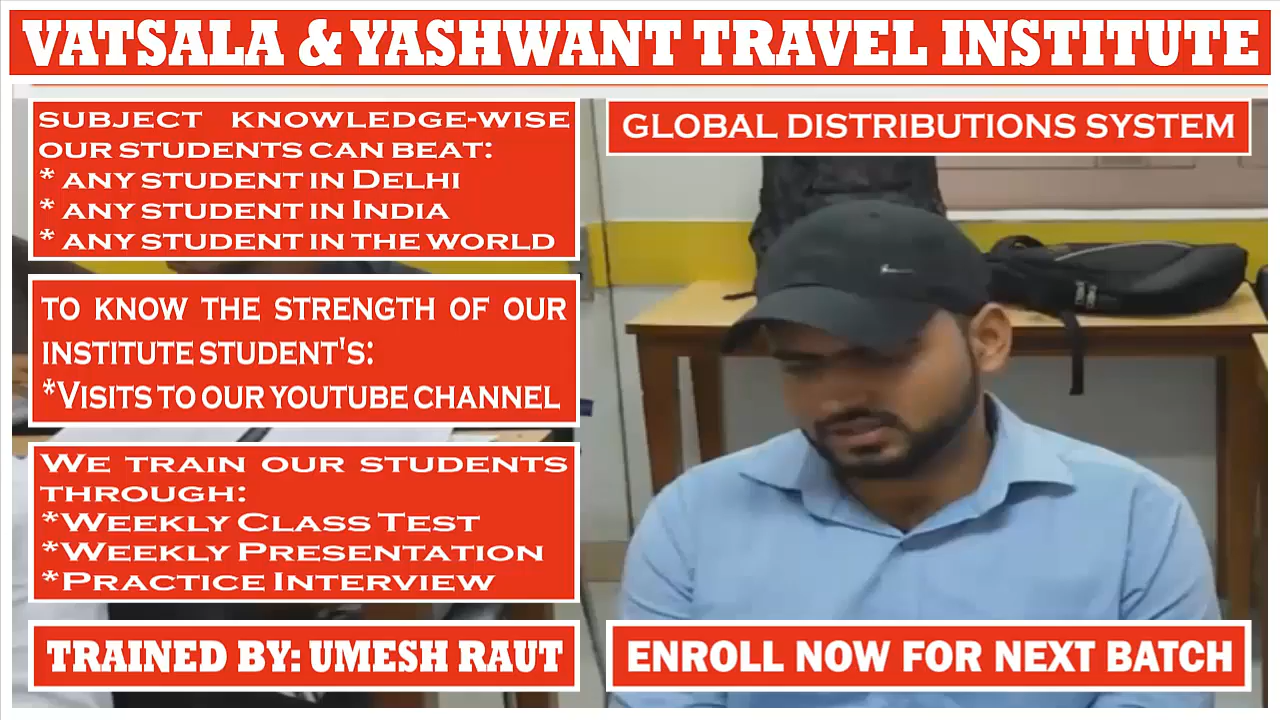 VATSALA & YASHWANT TRAVEL INSTITUTE
SUBJECT KNOWLEDGE-WISE
OUR STUDENTS CAN BEAT:
* ANY STUDENT IN DELHI
* ANY STUDENT IN INDIA
* ANY STUDENT IN THE WORLD
TO KNOW THE STRENGTH OF OUR
INSTITUTE STUDENT'S:
*VISITS TO OUR YOUTUBE CHANNEL
WE TRAIN OUR STUDENTS
THROUGH:
*WEEKLY CLASS TEST
*WEEKLY PRESENTATION
*PRACTICE INTERVIEW
TRAINED BY: UMESH RAUT
GLOBAL DISTRIBUTIONS SYSTEM
ENROLL NOW FOR NEXT BATCH